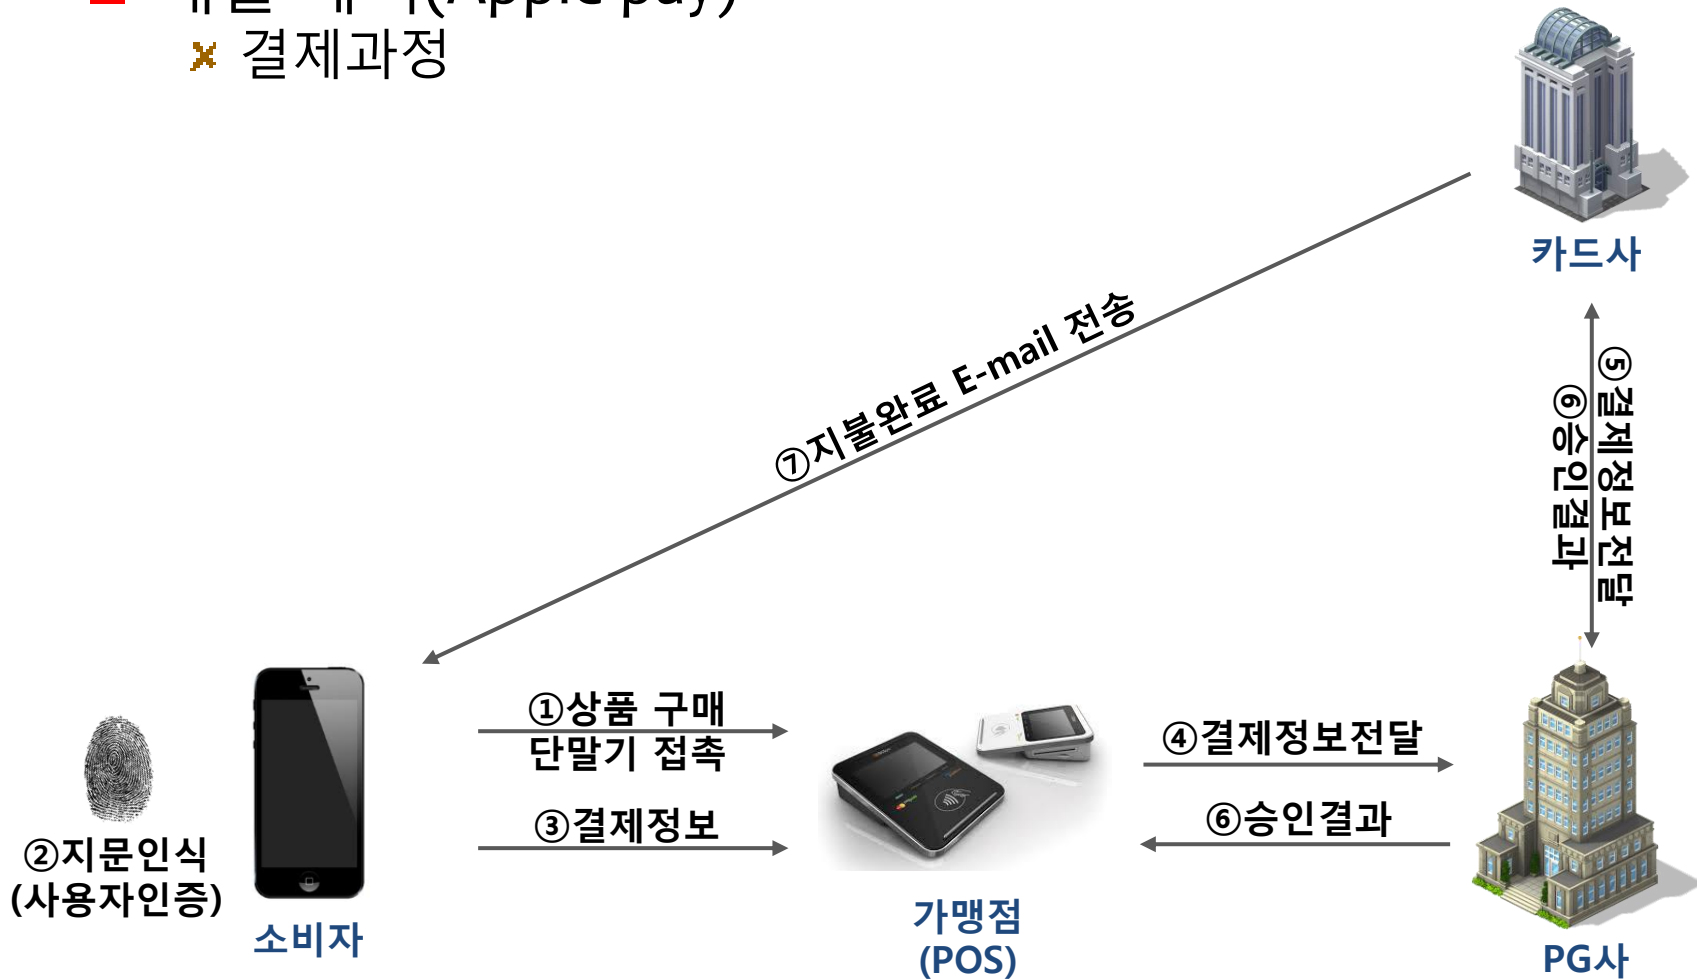 (Apple pay)
결제과정
카드사
⑦지불완료 E-mail 전송
⑤결제정보전달
⑥승인결과
①상품 구매
단말기 접촉
③결제정보
④결제정보전달
⑥승인결과
②지문인식
(사용자인증)
소비자
가맹점
(POS)
PG사